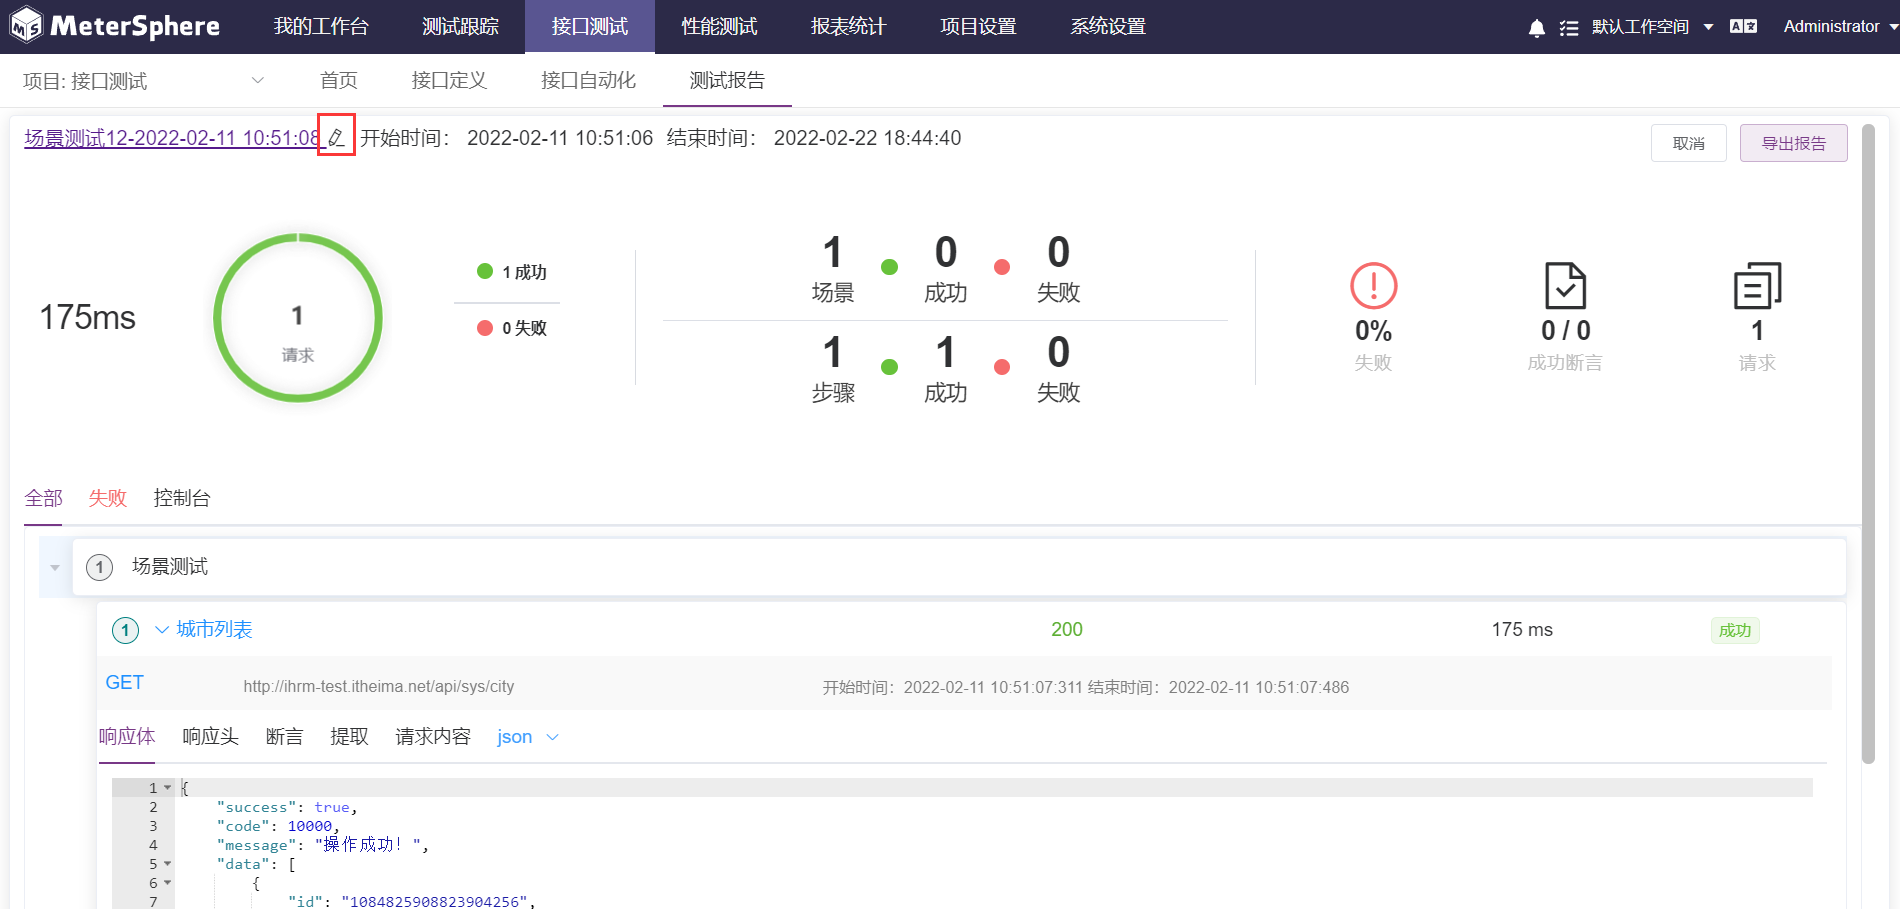 MeterSphere 我的工作台 测试跟踪 接口测试 性能测试 报表统计 项目设置 系统设置 默认工作空间 Administrator
项目: 接口测试 首页 接口定义 接口自动化 测试报告
场景测试12-2022-02-11 10:51:08 开始时间： 2022-02-11 10:51:06 结束时间： 2022-02-22 18:44:40 取消 导出报告
175ms
1
请求
1 成功
0 失败
1 0 0
场景 成功 失败
1 1 0
步骤 成功 失败
0% 0 / 0 1
失败 成功断言 请求
全部 失败 控制台
1 场景测试
1 城市列表 200 175 ms 成功
GET http://ihrm-test.itheima.net/api/sys/city 开始时间：2022-02-11 10:51:07:311 结束时间：2022-02-11 10:51:07:486
响应体 响应头 断言 提取 请求内容 json
1 {
2 "success": true,
3 "code": 10000,
4 "message": "操作成功！",
5 "data": [
6 {
7 "id": "1084825908823904256",